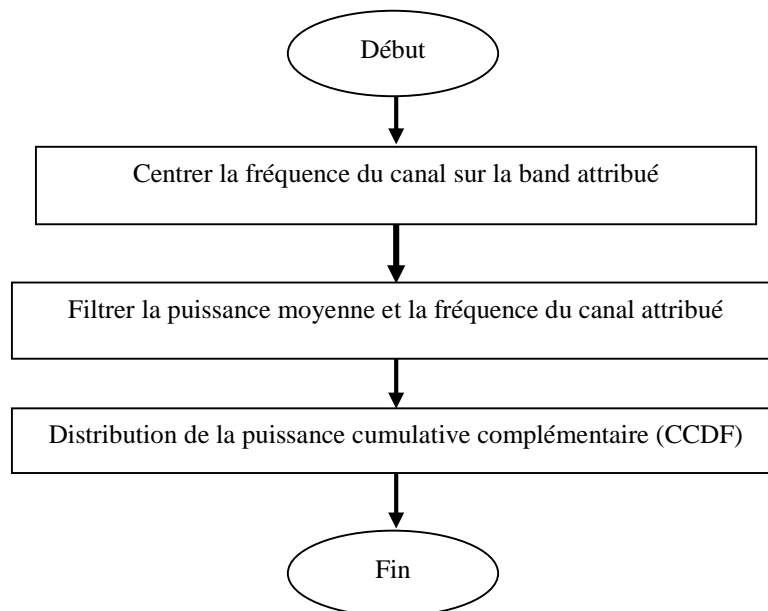 Début
Centrer la fréquence du canal sur la band attribué
Filtrer la puissance moyenne et la fréquence du canal attribué
Distribution de la puissance cumulative complémentaire (CCDF)
Fin